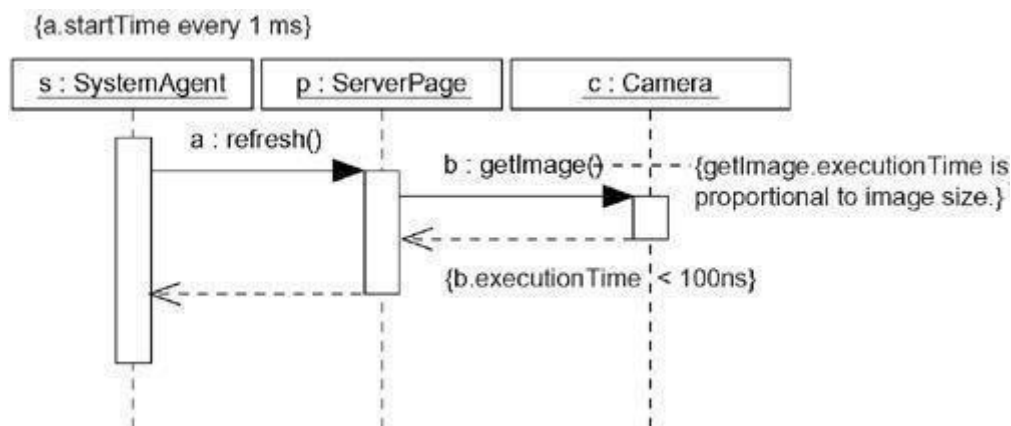 {a.startTime every 1 ms}
s : SystemAgent
p : ServerPage
c : Camera
a : refresh()
b : getImage()
{getImage.executionTime is
proportional to image size.}
{b.executionTime < 100ns}